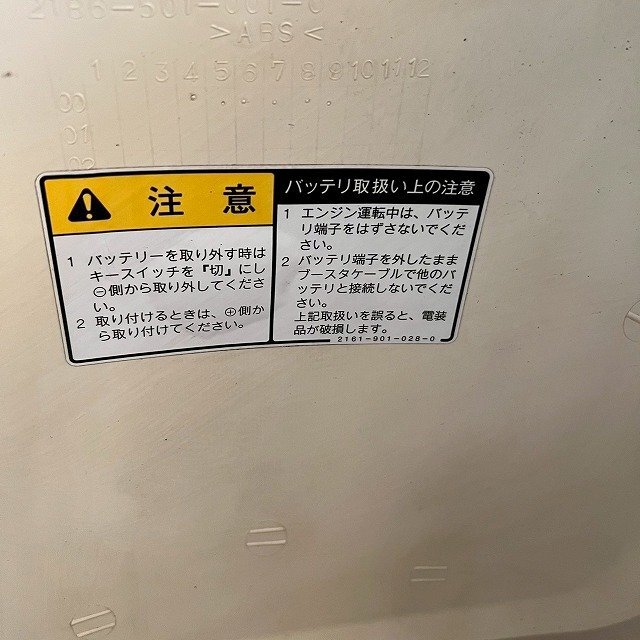 2186-501-001-0
>ABS<
1 2 3 4 5 6 7 8 9 10 11 12
00
01
注意
1 バッテリーを取り外す時は
キースイッチを『切』にし
⊖側から取り外してくださ
い。
2 取り付けるときは、⊕側か
ら取り付けてください。
バッテリ取扱い上の注意
1 エンジン運転中は、バッテ
リ端子をはずさないでくだ
さい。
2 バッテリ端子を外したまま
ブースタケーブルで他のバ
ッテリと接続しないでくだ
さい。
上記取扱いを誤ると、電装
品が破損します。
2161-901-028-0